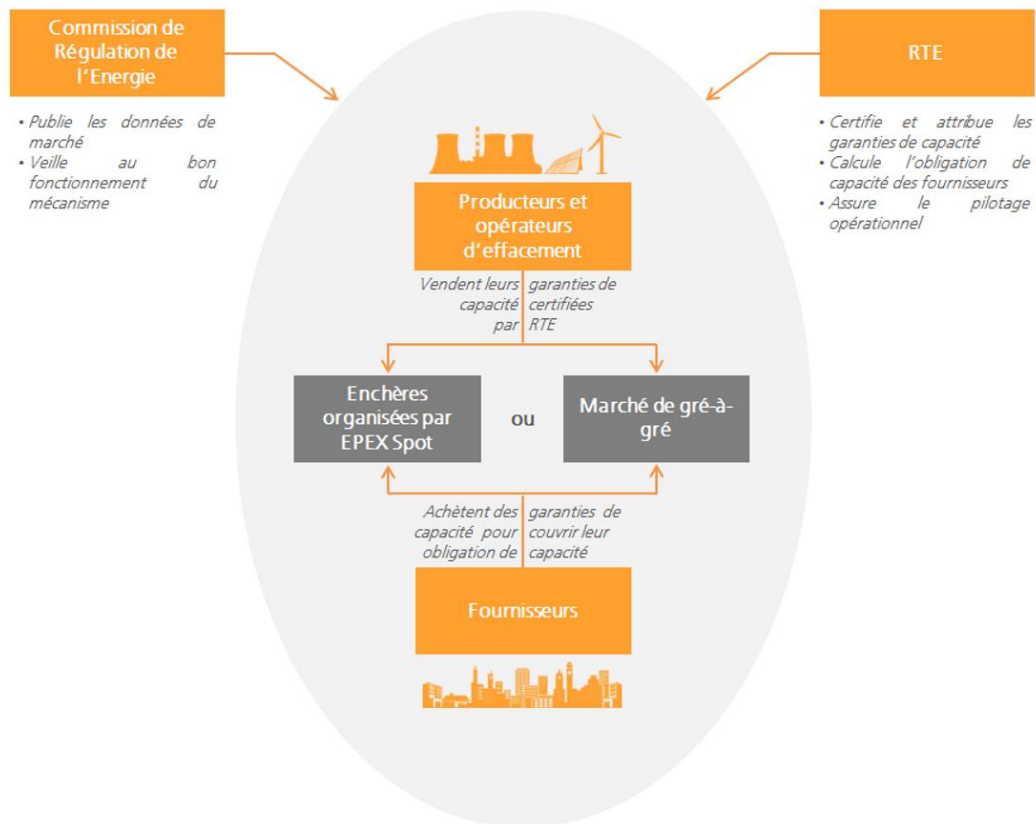 Commission de
Régulation de
l'Energie
• Publie les données de
marché
• Veille au bon
fonctionnement du
mécanisme
RTE
• Certifie et attribue les
garanties de capacité
• Calcule l'obligation de
capacité des fournisseurs
• Assure le pilotage
opérationnel
Producteurs et
opérateurs
d'effacement
Vendent leurs garanties de
capacité certifiées
par RTE
Enchères
organisées par
EPEX Spot
ou
Marché de gré-à-
gré
Achètent des garanties de
capacité pour couvrir leur
obligation de capacité
Fournisseurs